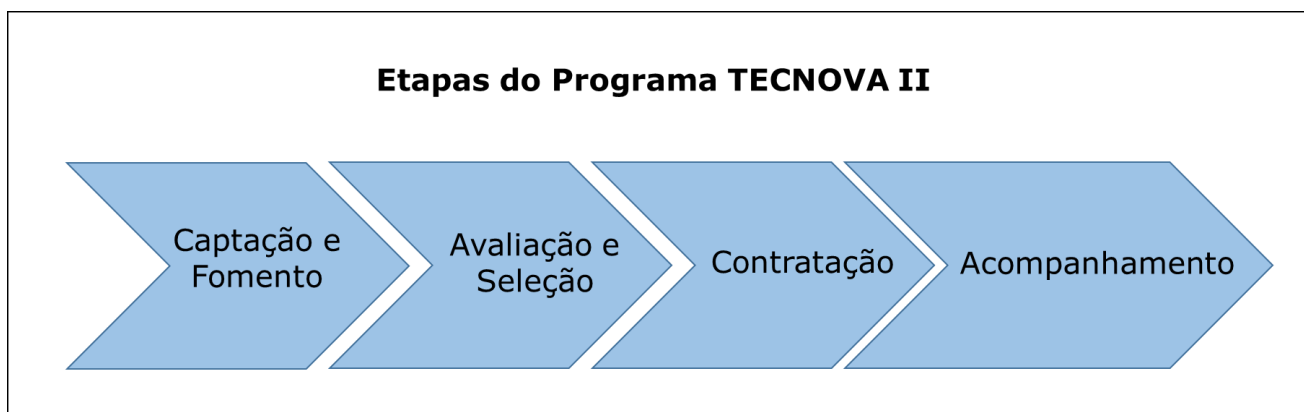 Etapas do Programa TECNOVA II
Captação e
Fomento
Avaliação e
Seleção
Contratação
Acompanhamento